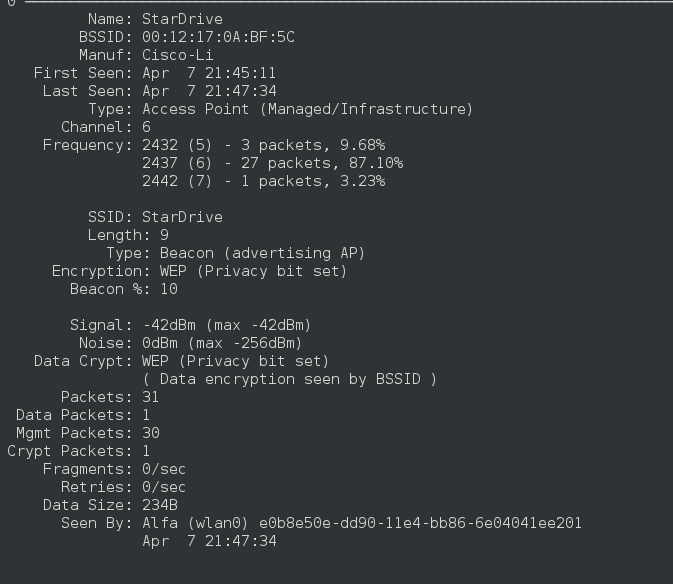 0
Name: StarDrive
BSSID: 00:12:17:0A:BF:5C
Manuf: Cisco-Li
First Seen: Apr  7 21:45:11
Last Seen: Apr  7 21:47:34
Type: Access Point (Managed/Infrastructure)
Channel: 6
Frequency: 2432 (5) - 3 packets, 9.68%
2437 (6) - 27 packets, 87.10%
2442 (7) - 1 packets, 3.23%
SSID: StarDrive
Length: 9
Type: Beacon (advertising AP)
Encryption: WEP (Privacy bit set)
Beacon %: 10
Signal: -42dBm (max -42dBm)
Noise: 0dBm (max -256dBm)
Data Crypt: WEP (Privacy bit set)
( Data encryption seen by BSSID )
Packets: 31
Data Packets: 1
Mgmt Packets: 30
Crypt Packets: 1
Fragments: 0/sec
Retries: 0/sec
Data Size: 234B
Seen By: Alfa (wlan0) e0b8e50e-dd90-11e4-bb86-6e04041ee201
Apr  7 21:47:34